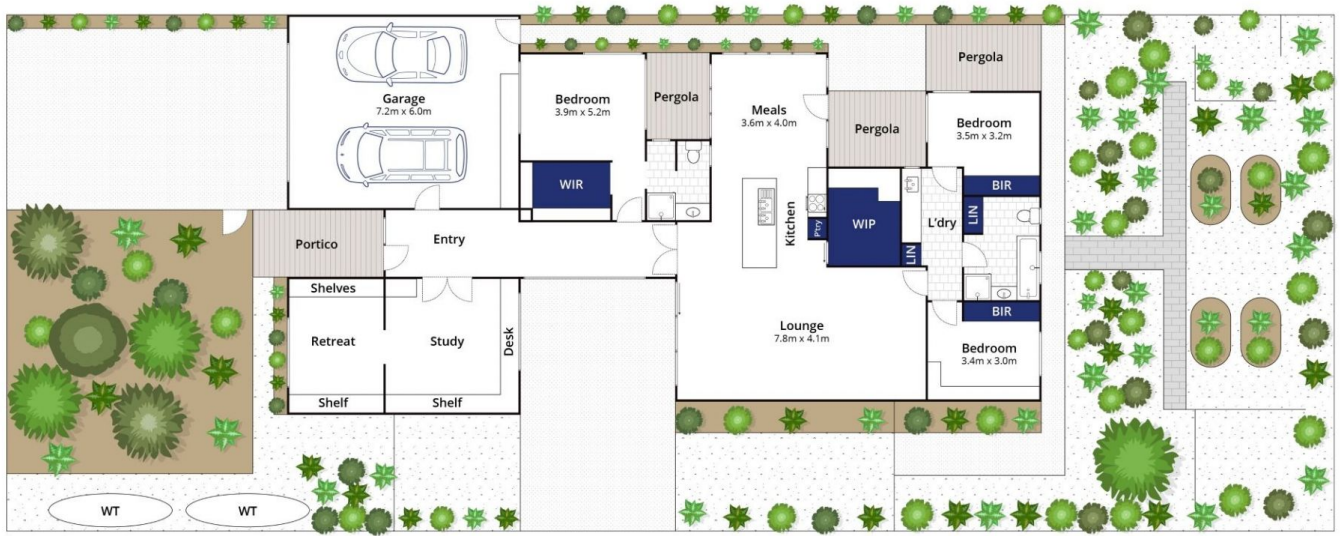 Garage
7.2m x 6.0m
Bedroom
3.9m x 5.2m
WIR
Pergola
Meals
3.6m x 4.0m
Pergola
Pergola
Bedroom
3.5m x 3.2m
BIR
Kitchen
P'try
WIP
LIN
L'dry
LIN
Portico
Entry
Shelves
Retreat
Shelf
Study
Shelf
Desk
Lounge
7.8m x 4.1m
BIR
Bedroom
3.4m x 3.0m
WT
WT